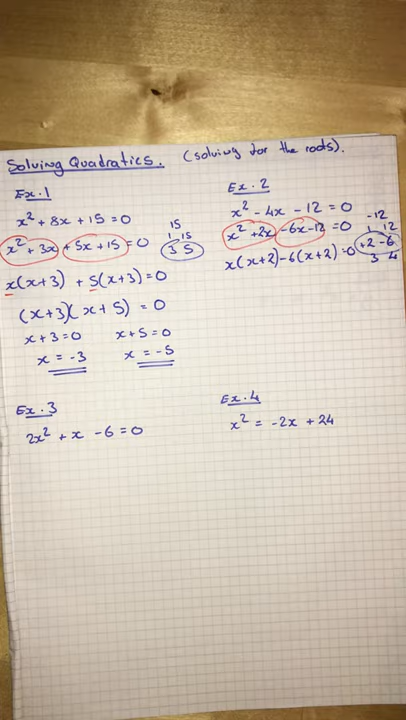 Solving Quadratics. (solving for the roots).
Ex.1
x² + 8x + 15 = 0
15
1 15
3 5
x² + 3x + 5x + 15 = 0
x(x+3) + 5(x+3) = 0
(x+3)(x+5) = 0
x+3=0 x+5=0
x = -3 x = -5
Ex.2
x² - 4x - 12 = 0
-12
1 12
+2 -6
3 4
x² + 2x - 6x - 12 = 0
x(x+2) - 6(x+2) = 0
Ex.3
2x² + x - 6 = 0
Ex.4
x² = -2x + 24